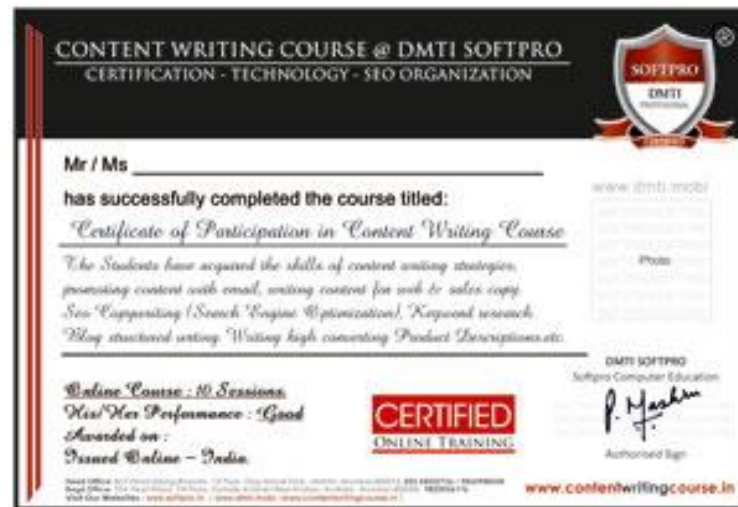 CONTENT WRITING COURSE @ DMTI SOFTPRO
CERTIFICATION - TECHNOLOGY - SEO ORGANIZATION
®
SOFTPRO
DMTI
PROFESSIONAL
Mr / Ms
has successfully completed the course titled:
www.dmti.mobi
Certificate of Participation in Content Writing Course
Photo
The Students have acquired the skills of content writing strategies,
promoting content with email, writing content for web & sales copy.
Seo Copywriting (Search Engine Optimization), Keyword research
Blog structured writing. Writing high converting Product Descriptions.etc.
DMTI SOFTPRO
Softpro Computer Education
Online Course : 10 Sessions.
His/Her Performance : Good
Awarded on :
Issued Online – India.
CERTIFIED
ONLINE TRAINING
Authorised Sign
Visit Our Websites :
www.contentwritingcourse.in